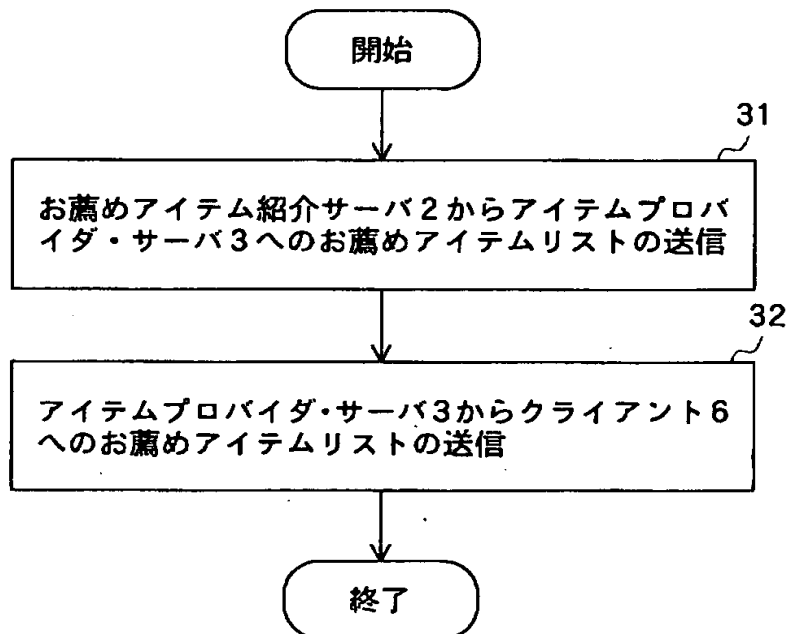 開始
31
お薦めアイテム紹介サーバ2からアイテムプロバ
イダ・サーバ3へのお薦めアイテムリストの送信
32
アイテムプロバイダ・サーバ3からクライアント6
へのお薦めアイテムリストの送信
終了